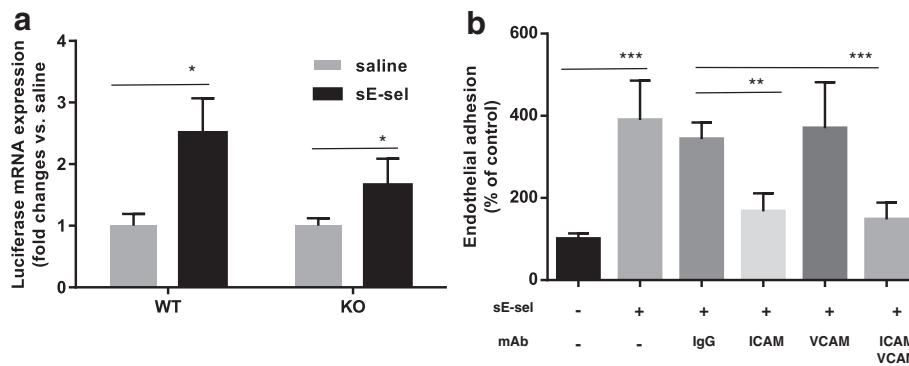 a
Luciferase mRNA expression
(fold changes vs. saline)
4
3
2
1
0
*
*
saline
sE-sel
WT
KO
b
Endothelial adhesion
(% of control)
600
400
200
0
***
**
***
sE-sel - + + + + +
mAb - - IgG ICAM VCAM ICAM
VCAM